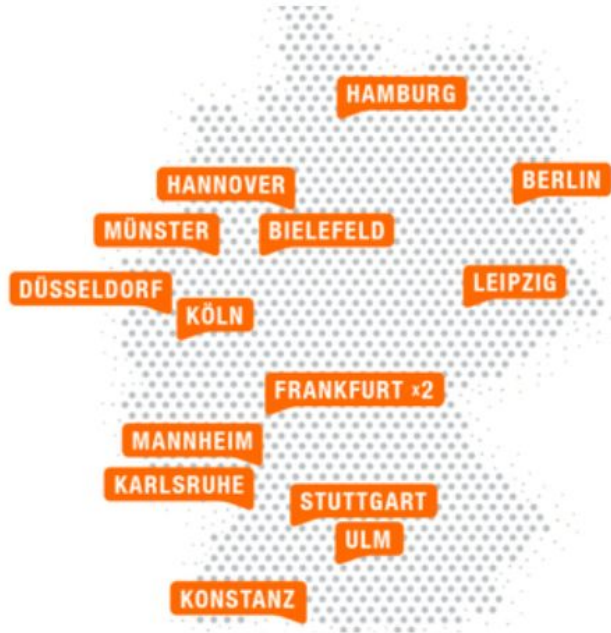 HAMBURG
HANNOVER
BERLIN
MÜNSTER
BIELEFELD
DÜSSELDORF
LEIPZIG
KÖLN
FRANKFURT x2
MANNHEIM
KARLSRUHE
STUTTGART
ULM
KONSTANZ